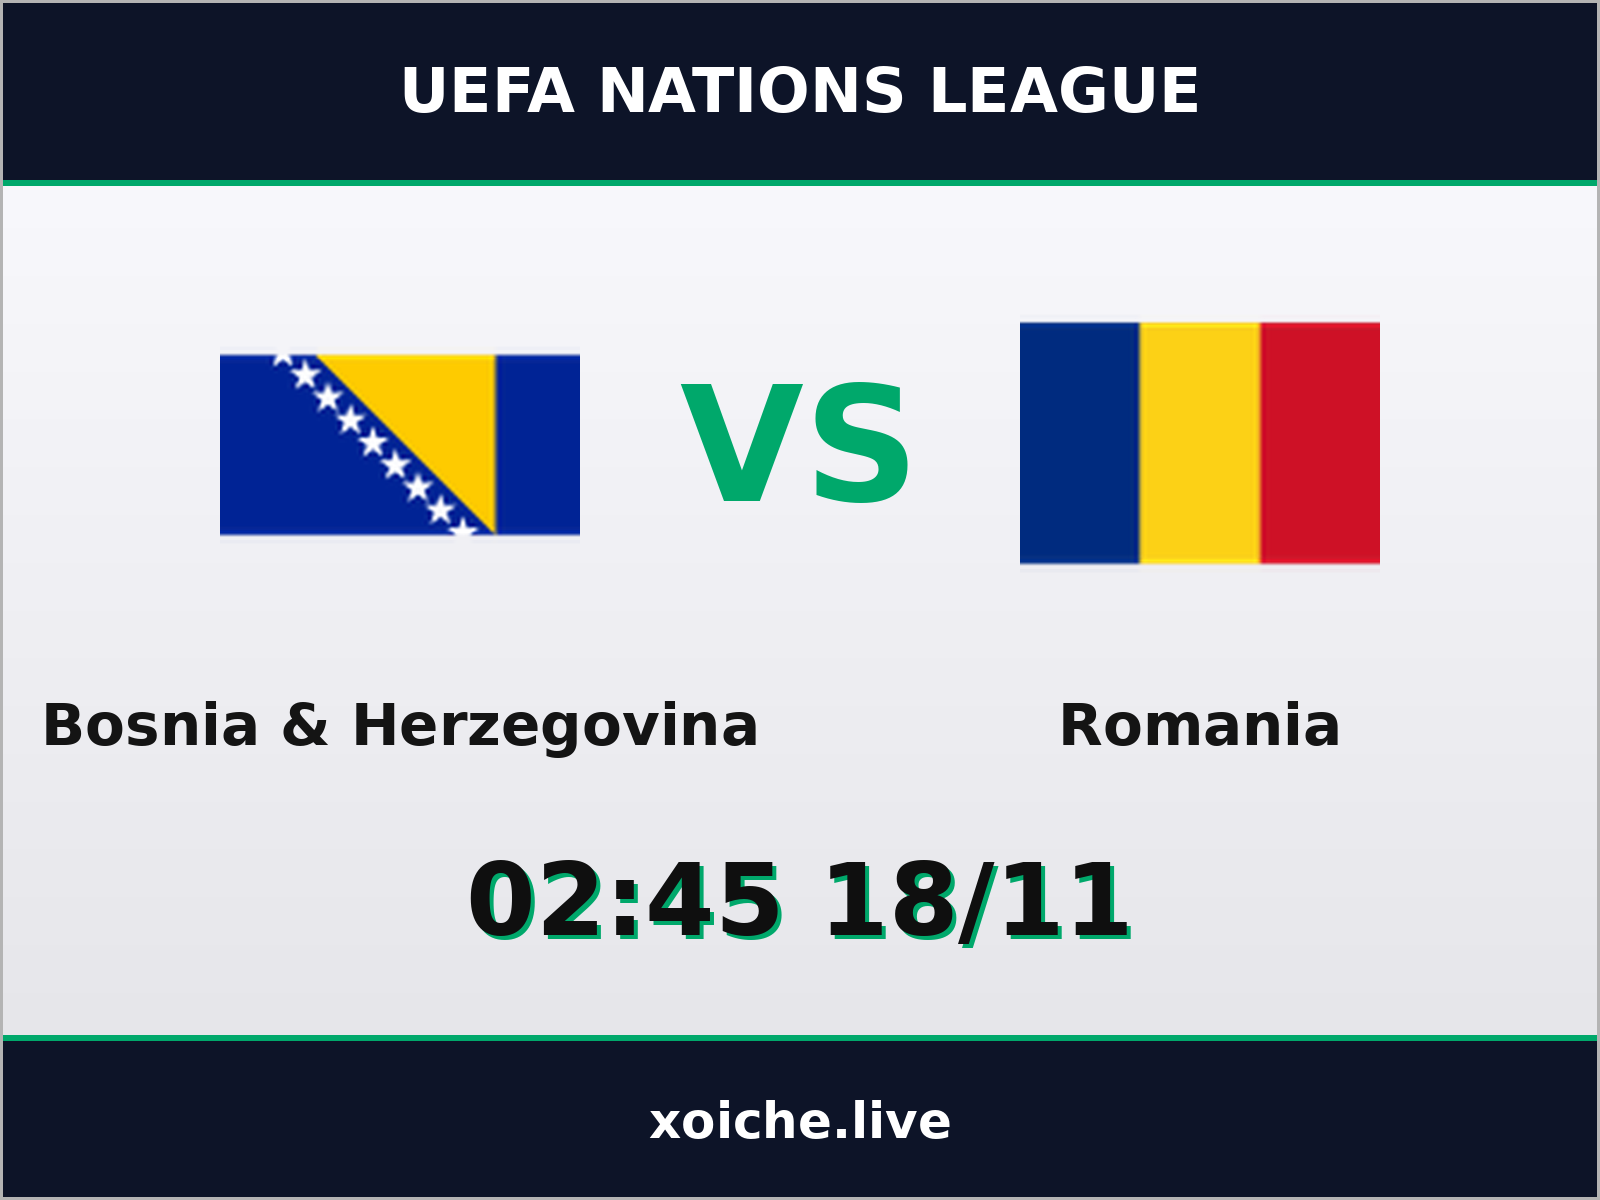 UEFA NATIONS LEAGUE
VS
Bosnia & Herzegovina
Romania
02:45 18/11
xoiche.live